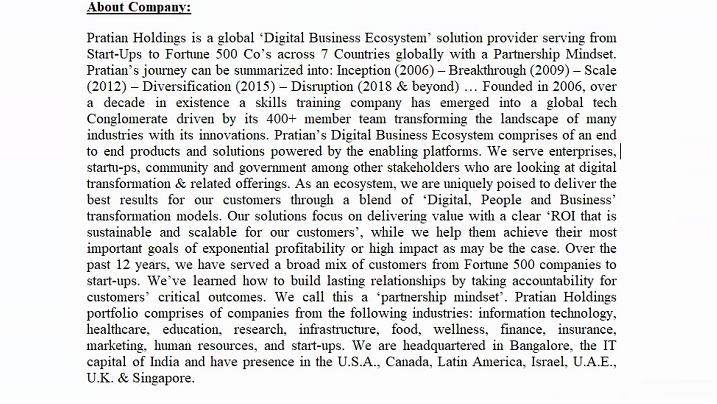 About Company:
Pratian Holdings is a global ‘Digital Business Ecosystem’ solution provider serving from
Start-Ups to Fortune 500 Co’s across 7 Countries globally with a Partnership Mindset.
Pratian’s journey can be summarized into: Inception (2006) – Breakthrough (2009) – Scale
(2012) – Diversification (2015) – Disruption (2018 & beyond) … Founded in 2006, over
a decade in existence a skills training company has emerged into a global tech
Conglomerate driven by its 400+ member team transforming the landscape of many
industries with its innovations. Pratian’s Digital Business Ecosystem comprises of an end
to end products and solutions powered by the enabling platforms. We serve enterprises,
startu-ps, community and government among other stakeholders who are looking at digital
transformation & related offerings. As an ecosystem, we are uniquely poised to deliver the
best results for our customers through a blend of ‘Digital, People and Business’
transformation models. Our solutions focus on delivering value with a clear ‘ROI that is
sustainable and scalable for our customers’, while we help them achieve their most
important goals of exponential profitability or high impact as may be the case. Over the
past 12 years, we have served a broad mix of customers from Fortune 500 companies to
start-ups. We’ve learned how to build lasting relationships by taking accountability for
customers’ critical outcomes. We call this a ‘partnership mindset’. Pratian Holdings
portfolio comprises of companies from the following industries: information technology,
healthcare, education, research, infrastructure, food, wellness, finance, insurance,
marketing, human resources, and start-ups. We are headquartered in Bangalore, the IT
capital of India and have presence in the U.S.A., Canada, Latin America, Israel, U.A.E.,
U.K. & Singapore.